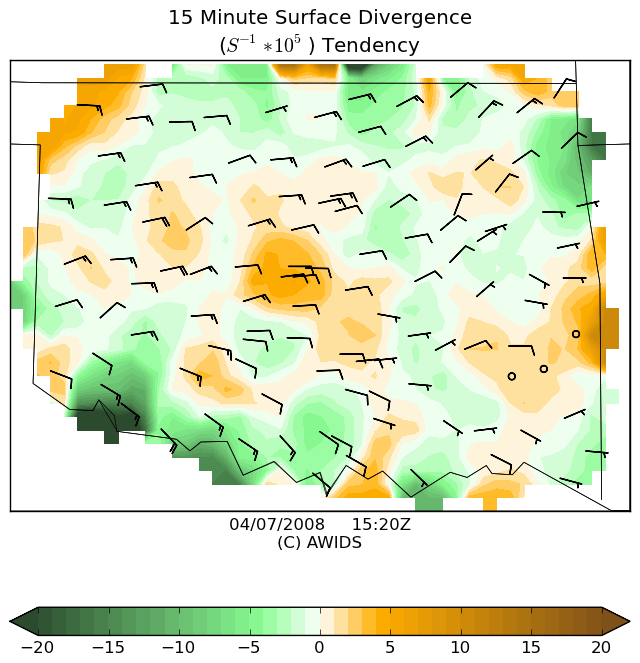 15 Minute Surface Divergence
(S⁻¹ ∗ 10⁵ ) Tendency
04/07/2008 15:20Z
(C) AWIDS
−20 −15 −10 −5 0 5 10 15 20